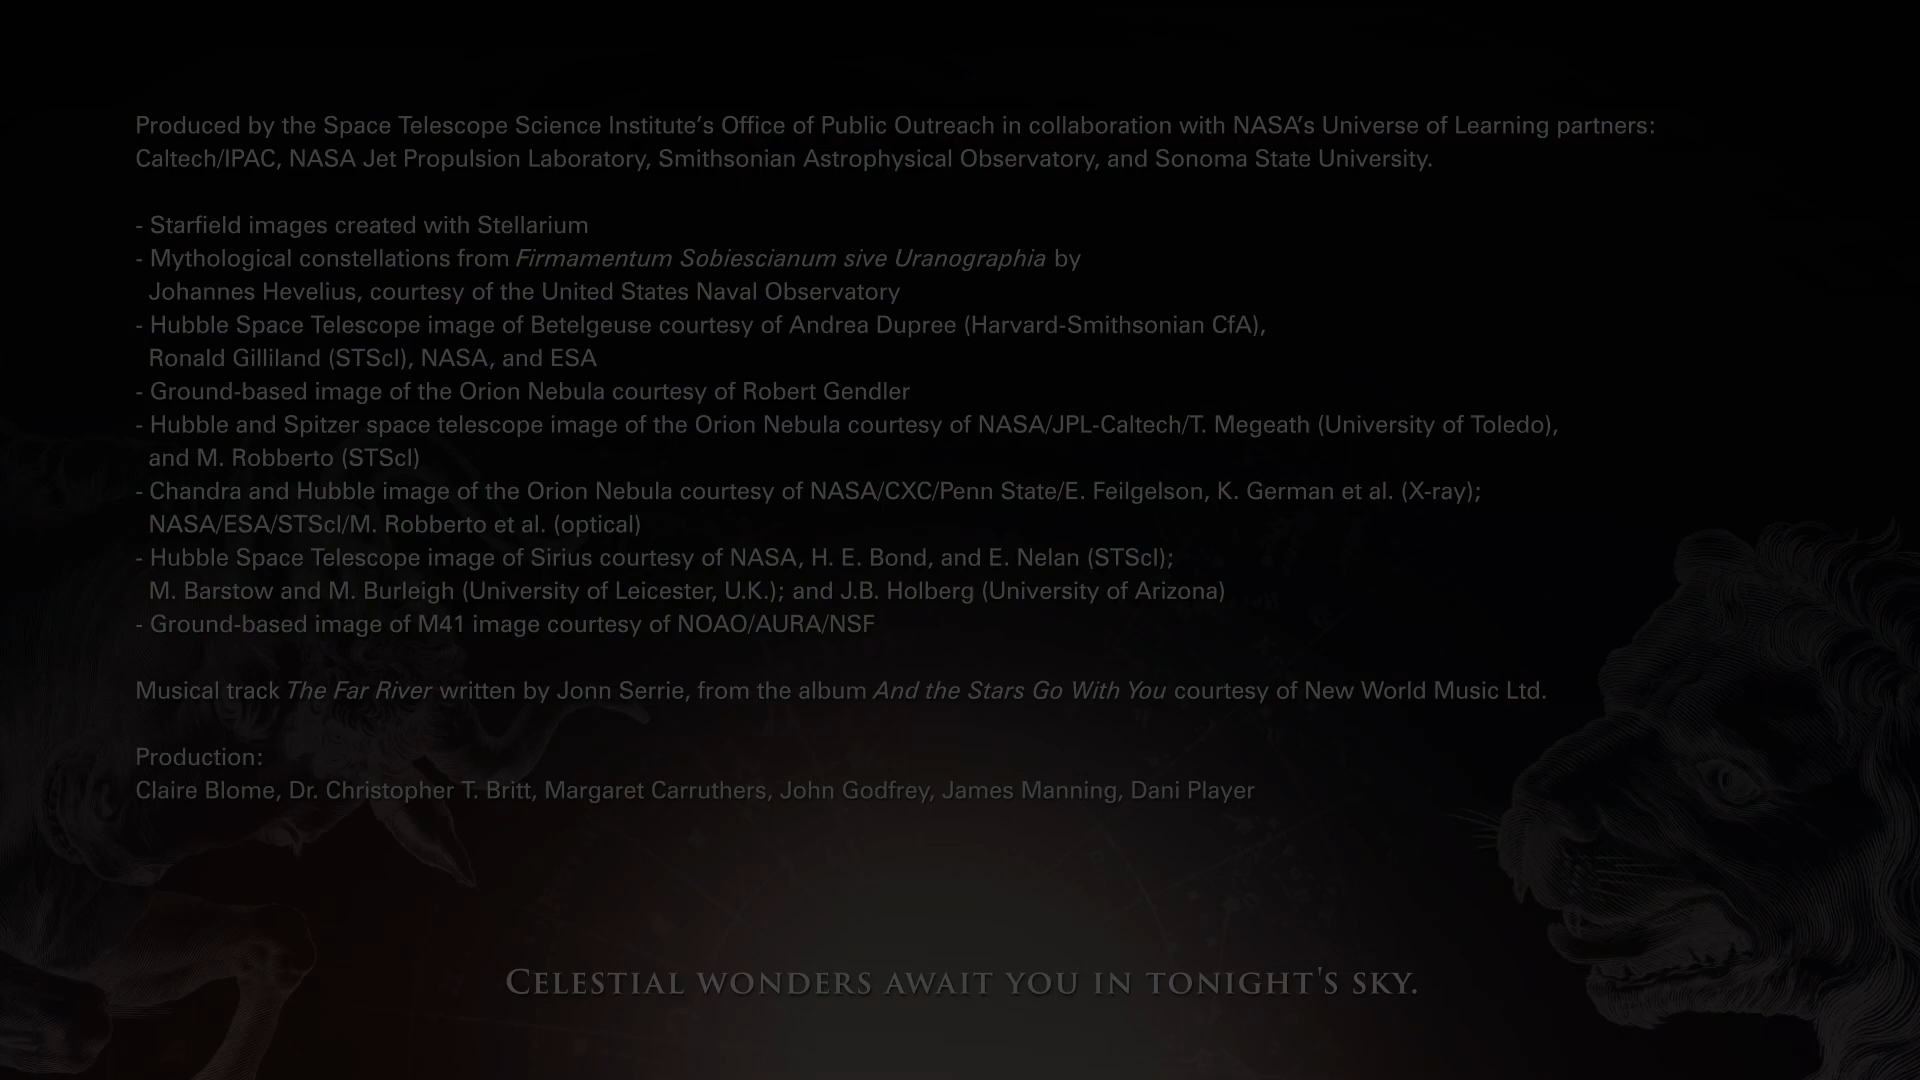 Produced by the Space Telescope Science Institute’s Office of Public Outreach in collaboration with NASA’s Universe of Learning partners:
Caltech/IPAC, NASA Jet Propulsion Laboratory, Smithsonian Astrophysical Observatory, and Sonoma State University.
- Starfield images created with Stellarium
- Mythological constellations from Firmamentum Sobiescianum sive Uranographia by
Johannes Hevelius, courtesy of the United States Naval Observatory
- Hubble Space Telescope image of Betelgeuse courtesy of Andrea Dupree (Harvard-Smithsonian CfA),
Ronald Gilliland (STScI), NASA, and ESA
- Ground-based image of the Orion Nebula courtesy of Robert Gendler
- Hubble and Spitzer space telescope image of the Orion Nebula courtesy of NASA/JPL-Caltech/T. Megeath (University of Toledo),
and M. Robberto (STScI)
- Chandra and Hubble image of the Orion Nebula courtesy of NASA/CXC/Penn State/E. Feilgelson, K. German et al. (X-ray);
NASA/ESA/STScI/M. Robberto et al. (optical)
- Hubble Space Telescope image of Sirius courtesy of NASA, H. E. Bond, and E. Nelan (STScI);
M. Barstow and M. Burleigh (University of Leicester, U.K.); and J.B. Holberg (University of Arizona)
- Ground-based image of M41 image courtesy of NOAO/AURA/NSF
Musical track The Far River written by Jonn Serrie, from the album And the Stars Go With You courtesy of New World Music Ltd.
Production:
Claire Blome, Dr. Christopher T. Britt, Margaret Carruthers, John Godfrey, James Manning, Dani Player
Celestial wonders await you in tonight's sky.